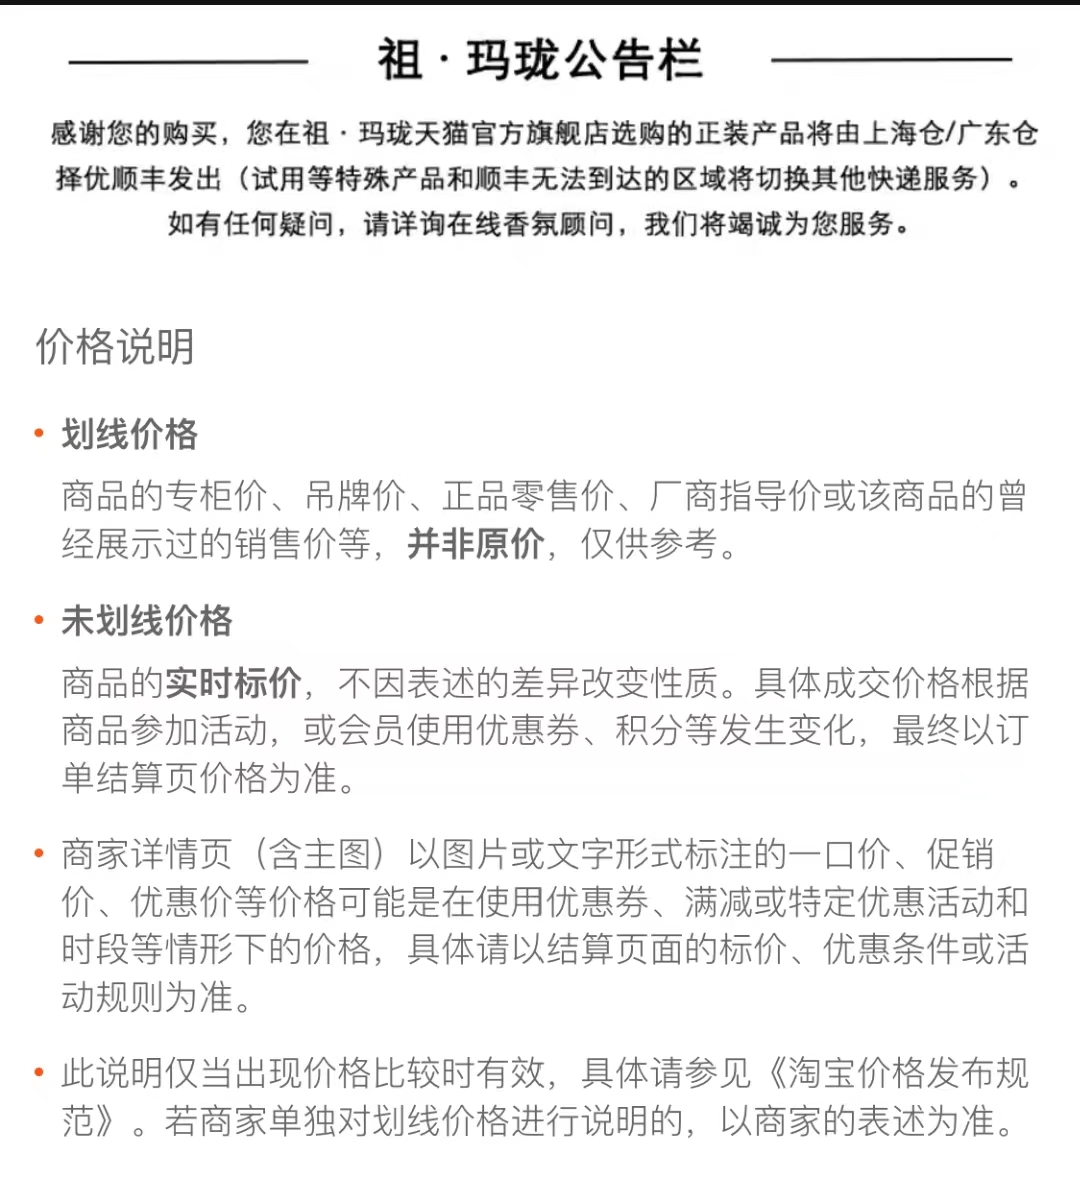 祖·玛珑公告栏
感谢您的购买，您在祖·玛珑天猫官方旗舰店选购的正装产品将由上海仓/广东仓
择优顺丰发出（试用等特殊产品和顺丰无法到达的区域将切换其他快递服务）。
如有任何疑问，请详询在线香氛顾问，我们将竭诚为您服务。
价格说明
• 划线价格
商品的专柜价、吊牌价、正品零售价、厂商指导价或该商品的曾
经展示过的销售价等，并非原价，仅供参考。
• 未划线价格
商品的实时标价，不因表述的差异改变性质。具体成交价格根据
商品参加活动，或会员使用优惠券、积分等发生变化，最终以订
单结算页价格为准。
• 商家详情页（含主图）以图片或文字形式标注的一口价、促销
价、优惠价等价格可能是在使用优惠券、满减或特定优惠活动和
时段等情形下的价格，具体请以结算页面的标价、优惠条件或活
动规则为准。
• 此说明仅当出现价格比较时有效，具体请参见《淘宝价格发布规
范》。若商家单独对划线价格进行说明的，以商家的表述为准。